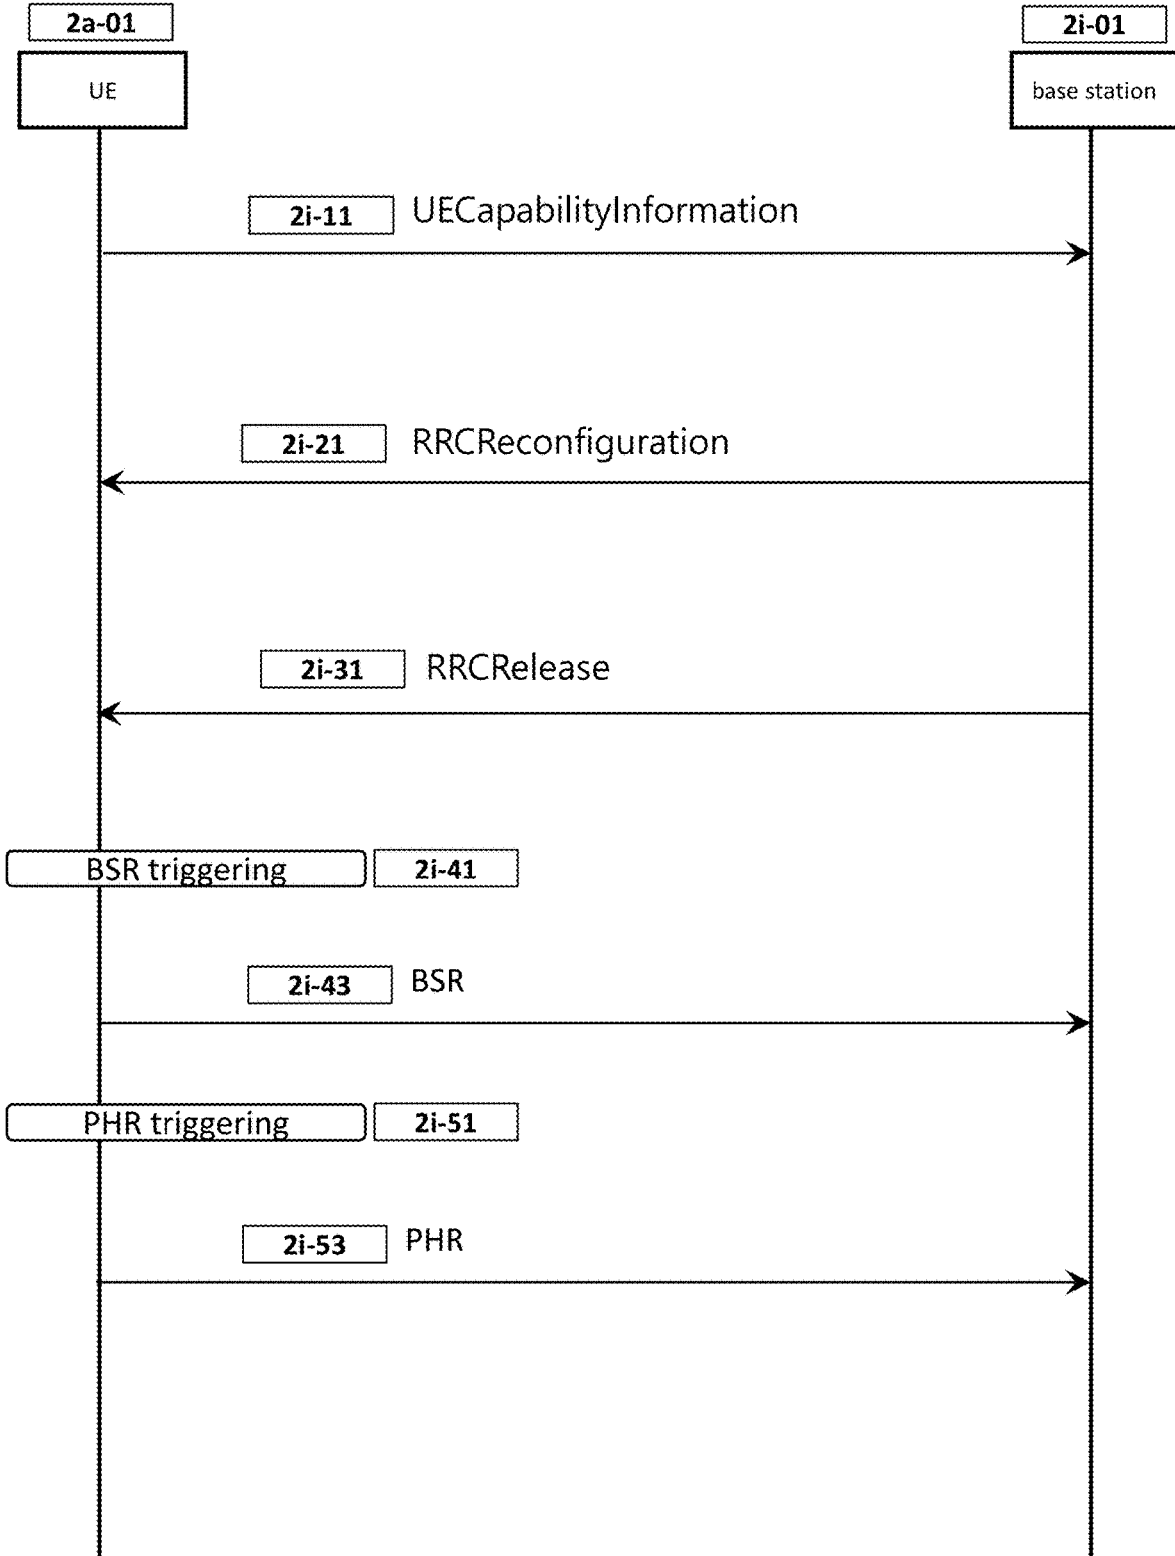 2a-01
2i-01
UE
base station
2i-11 UECapabilityInformation
2i-21 RRCReconfiguration
2i-31 RRCRelease
BSR triggering 2i-41
2i-43 BSR
PHR triggering 2i-51
2i-53 PHR